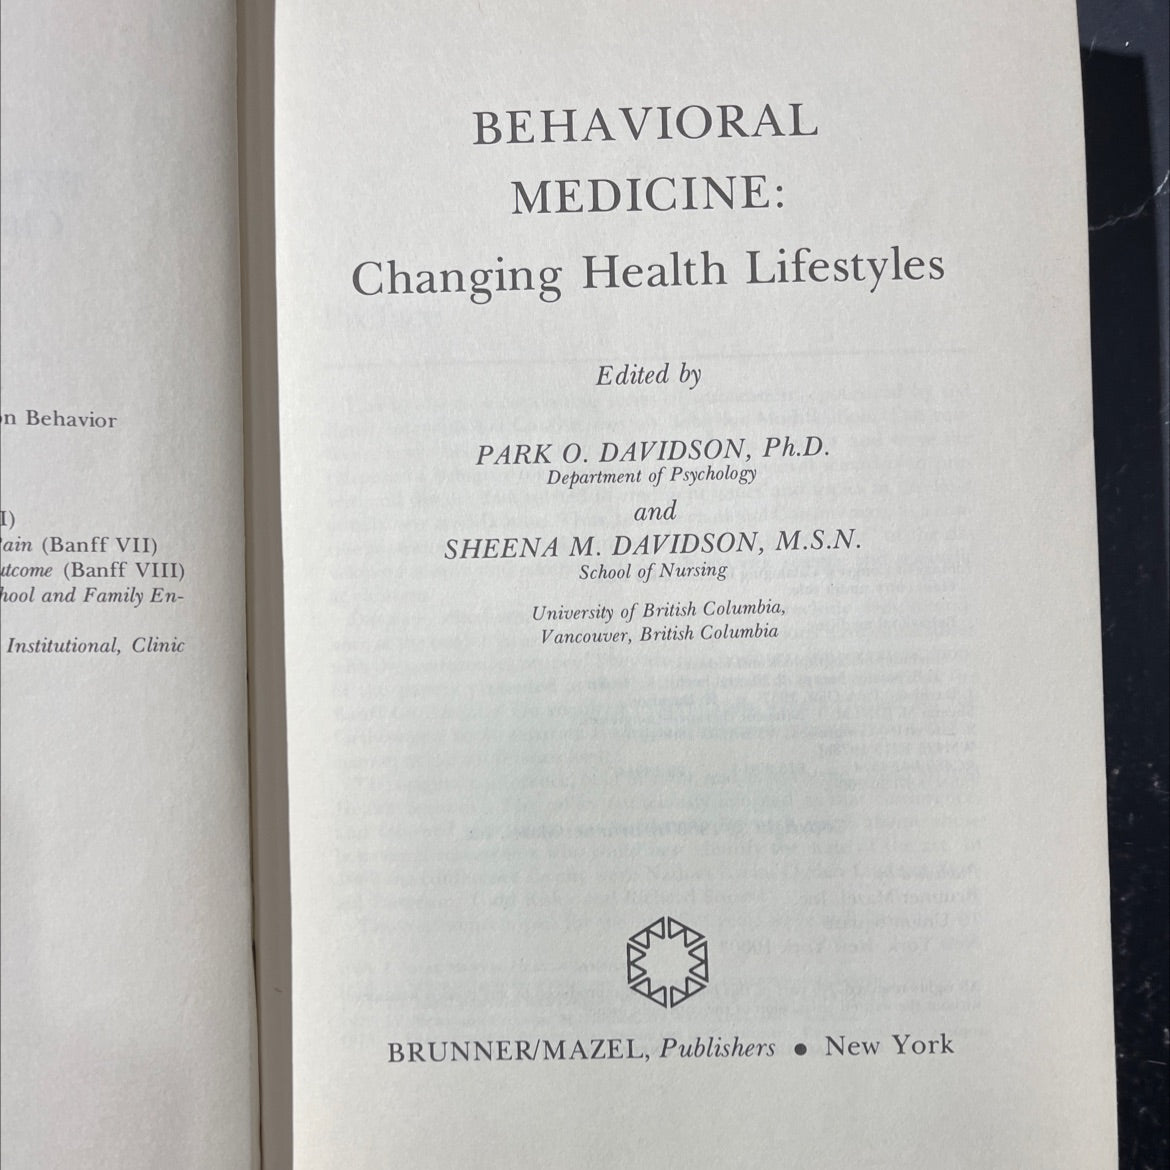 n Behavior
I)
ain (Banff VII)
utcome (Banff VIII)
hool and Family En-
Institutional, Clinic
BEHAVIORAL
MEDICINE:
Changing Health Lifestyles
Edited by
PARK O. DAVIDSON, Ph.D.
Department of Psychology
and
SHEENA M. DAVIDSON, M.S.N.
School of Nursing
University of British Columbia,
Vancouver, British Columbia
BRUNNER/MAZEL, Publishers • New York